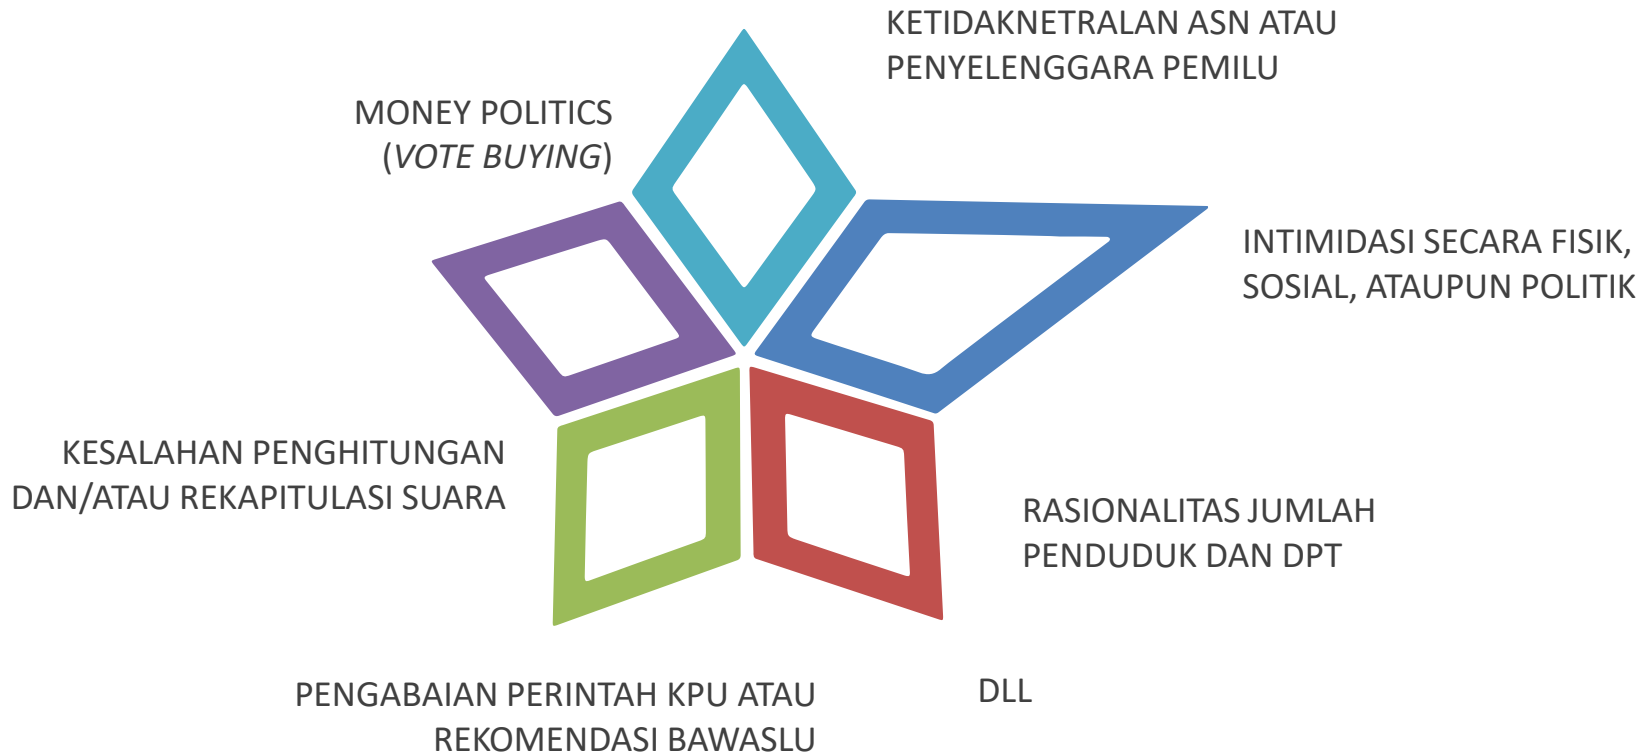 KETIDAKNETRALAN ASN ATAU
PENYELENGGARA PEMILU
MONEY POLITICS
(VOTE BUYING)
INTIMIDASI SECARA FISIK,
SOSIAL, ATAUPUN POLITIK
KESALAHAN PENGHITUNGAN
DAN/ATAU REKAPITULASI SUARA
RASIONALITAS JUMLAH
PENDUDUK DAN DPT
PENGABAIAN PERINTAH KPU ATAU
REKOMENDASI BAWASLU
DLL